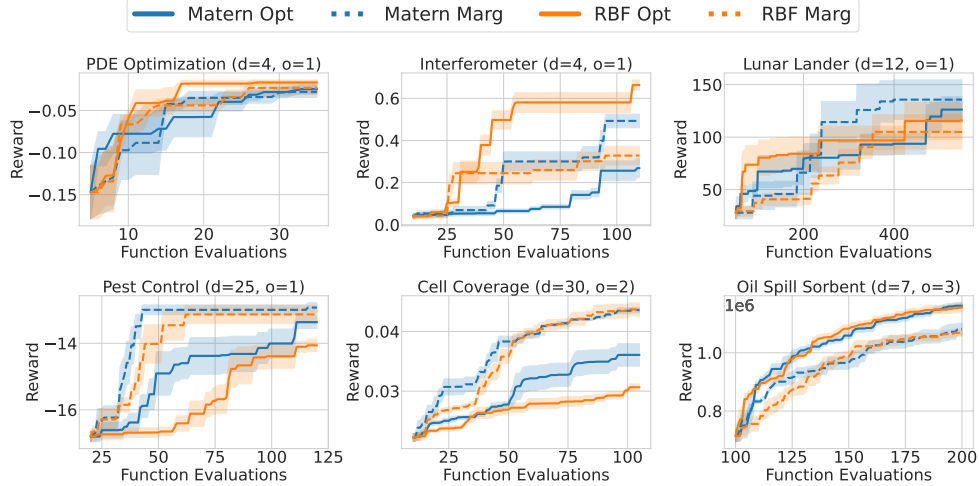 Matern Opt Matern Marg RBF Opt RBF Marg
PDE Optimization (d=4, o=1)
Reward
−0.05
−0.10
−0.15
10 20 30
Function Evaluations
Interferometer (d=4, o=1)
Reward
0.6
0.4
0.2
0.0
25 50 75 100
Function Evaluations
Lunar Lander (d=12, o=1)
Reward
150
100
50
200 400
Function Evaluations
Pest Control (d=25, o=1)
Reward
−14
−16
25 50 75 100 125
Function Evaluations
Cell Coverage (d=30, o=2)
Reward
0.04
0.03
25 50 75 100
Function Evaluations
Oil Spill Sorbent (d=7, o=3)
1e6
Reward
1.0
0.8
100 125 150 175 200
Function Evaluations